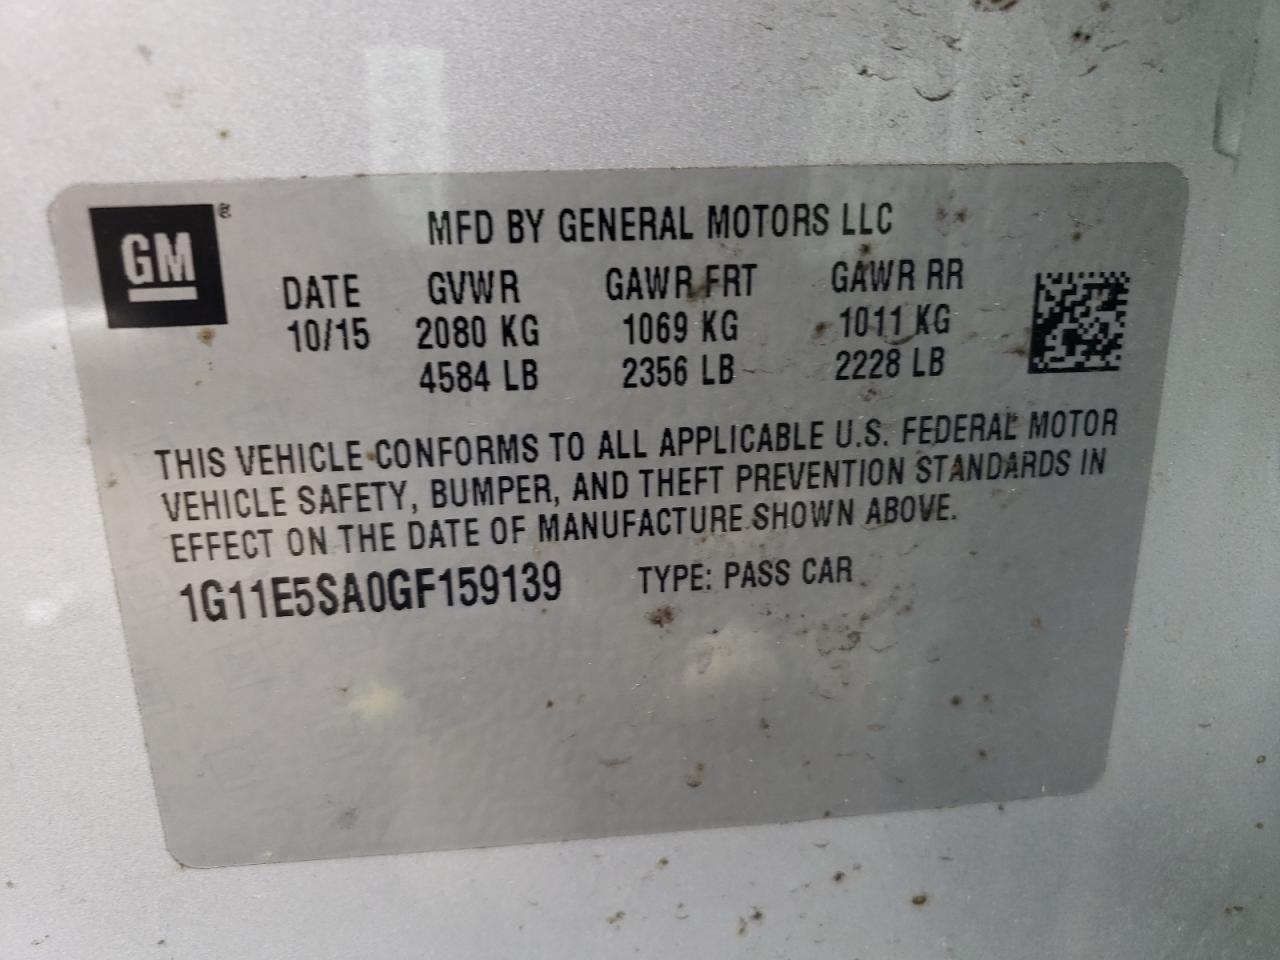 GM®
MFD BY GENERAL MOTORS LLC
DATE GVWR GAWR FRT GAWR RR
10/15 2080 KG 1069 KG 1011 KG
4584 LB 2356 LB 2228 LB
THIS VEHICLE CONFORMS TO ALL APPLICABLE U.S. FEDERAL MOTOR
VEHICLE SAFETY, BUMPER, AND THEFT PREVENTION STANDARDS IN
EFFECT ON THE DATE OF MANUFACTURE SHOWN ABOVE.
1G11E5SA0GF159139 TYPE: PASS CAR